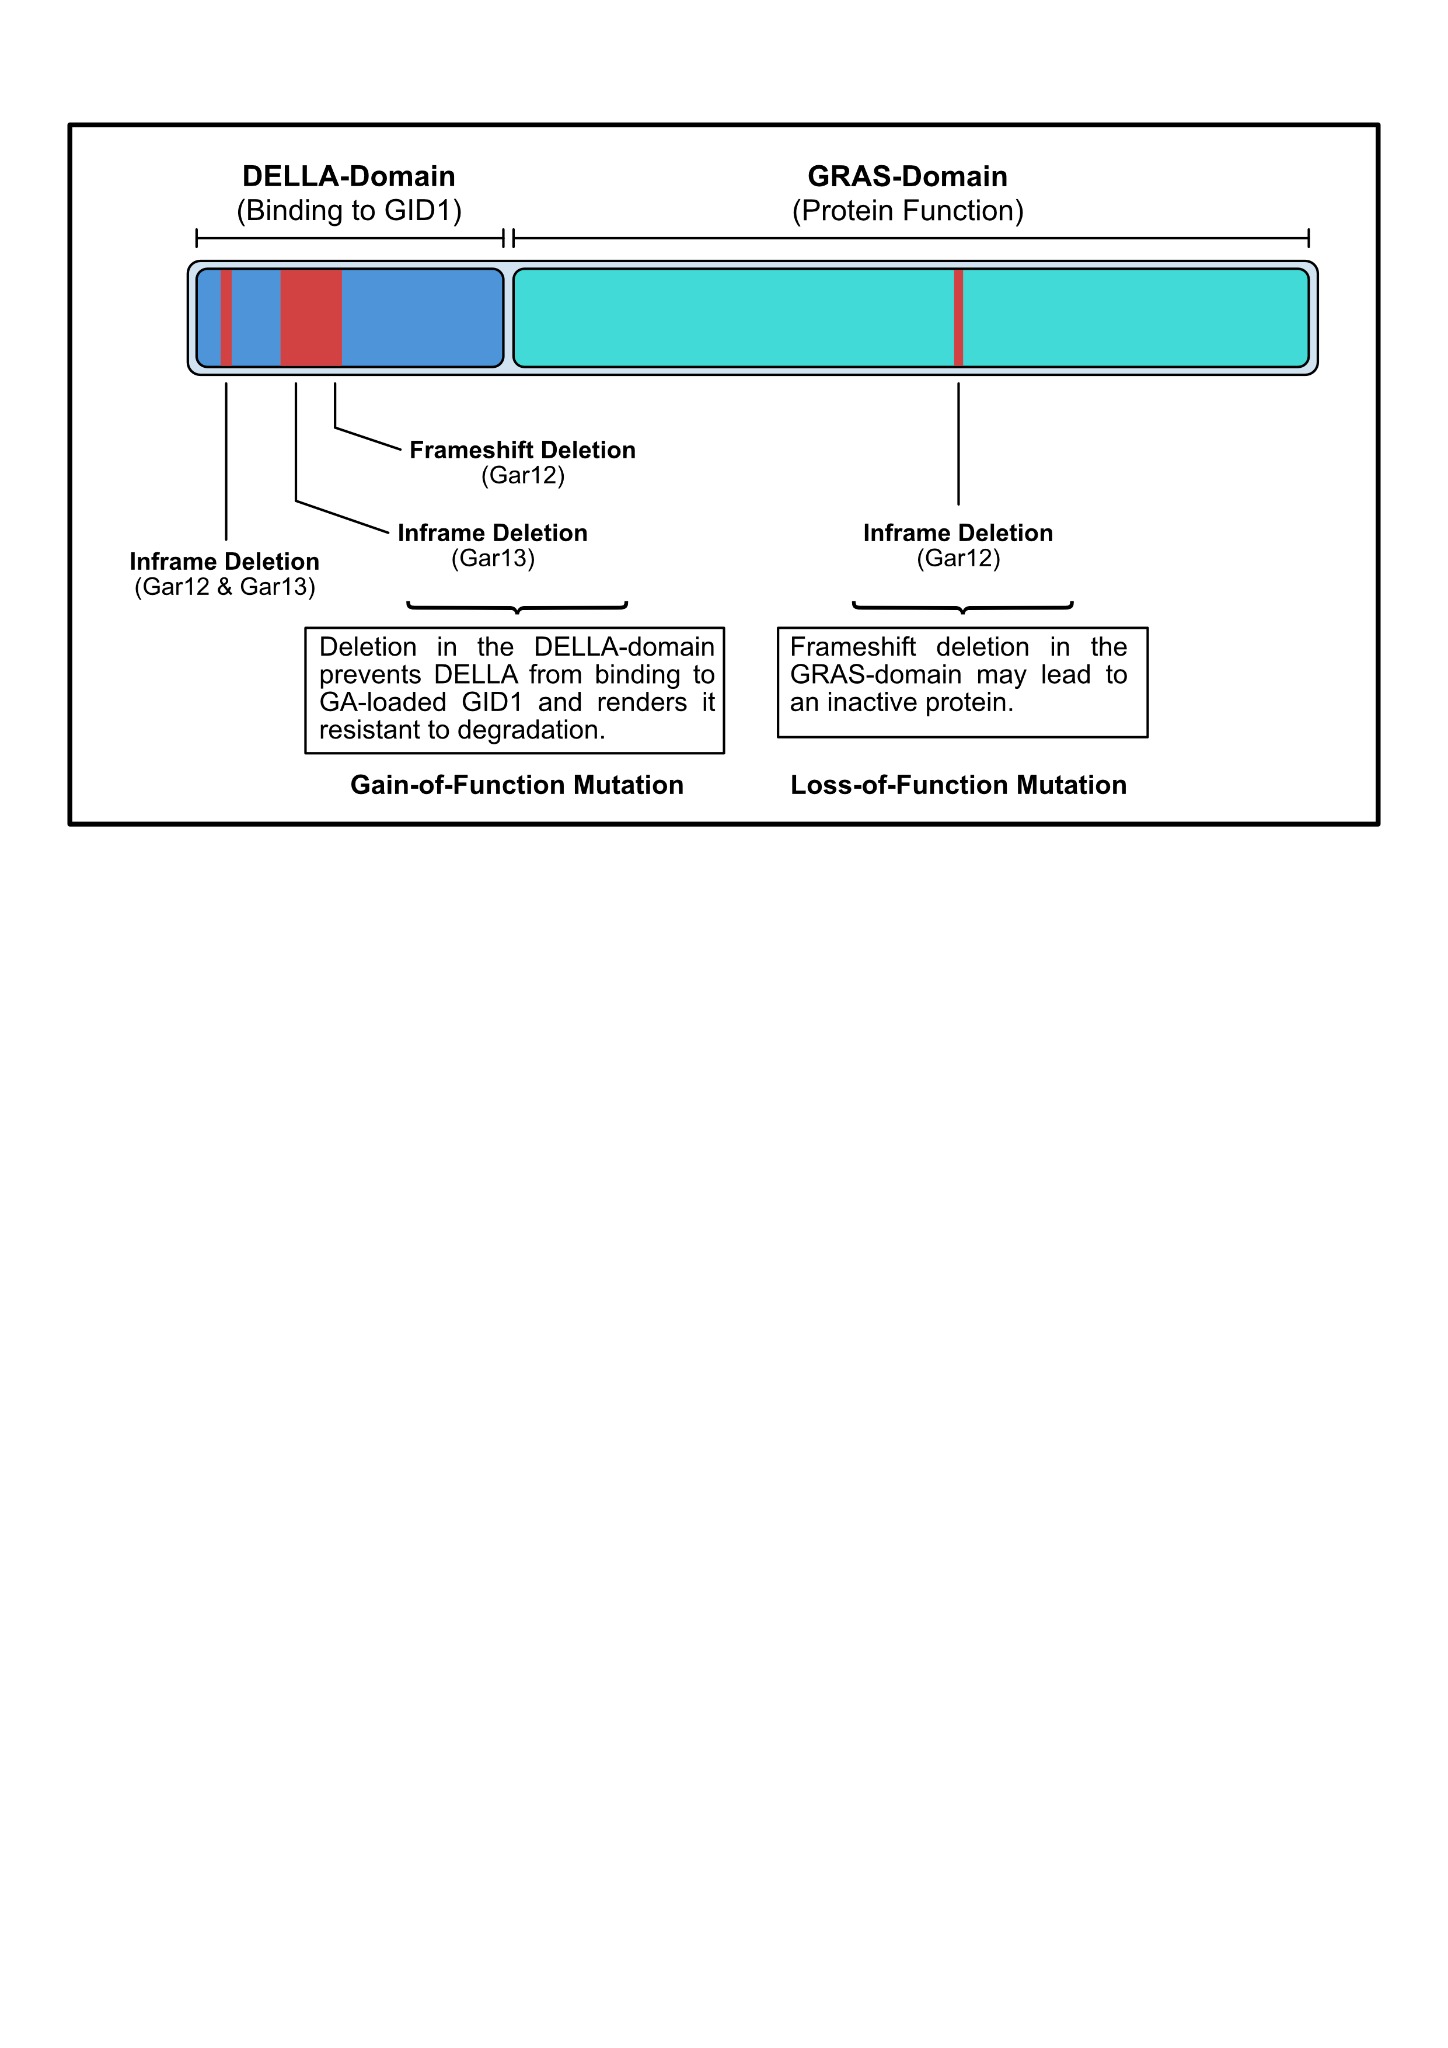 DELLA-Domain
(Binding to GID1)
GRAS-Domain
(Protein Function)
Frameshift Deletion
(Gar12)
Inframe Deletion
(Gar13)
Inframe Deletion
(Gar12 & Gar13)
Inframe Deletion
(Gar12)
Deletion in the DELLA-domain
prevents DELLA from binding to
GA-loaded GID1 and renders it
resistant to degradation.
Gain-of-Function Mutation
Frameshift deletion in the
GRAS-domain may lead to
an inactive protein.
Loss-of-Function Mutation